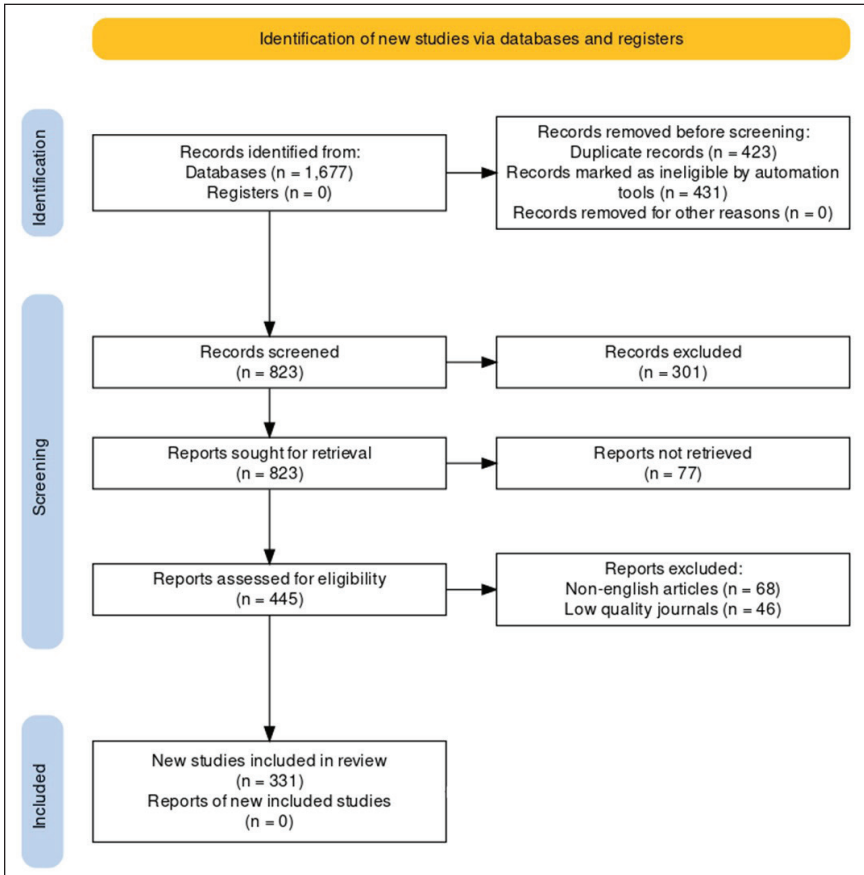 Identification of new studies via databases and registers
Identification
Records identified from:
Databases (n = 1,677)
Registers (n = 0)
Records removed before screening:
Duplicate records (n = 423)
Records marked as ineligible by automation
tools (n = 431)
Records removed for other reasons (n = 0)
Screening
Records screened
(n = 823)
Records excluded
(n = 301)
Reports sought for retrieval
(n = 823)
Reports not retrieved
(n = 77)
Reports assessed for eligibility
(n = 445)
Reports excluded:
Non-english articles (n = 68)
Low quality journals (n = 46)
Included
New studies included in review
(n = 331)
Reports of new included studies
(n = 0)